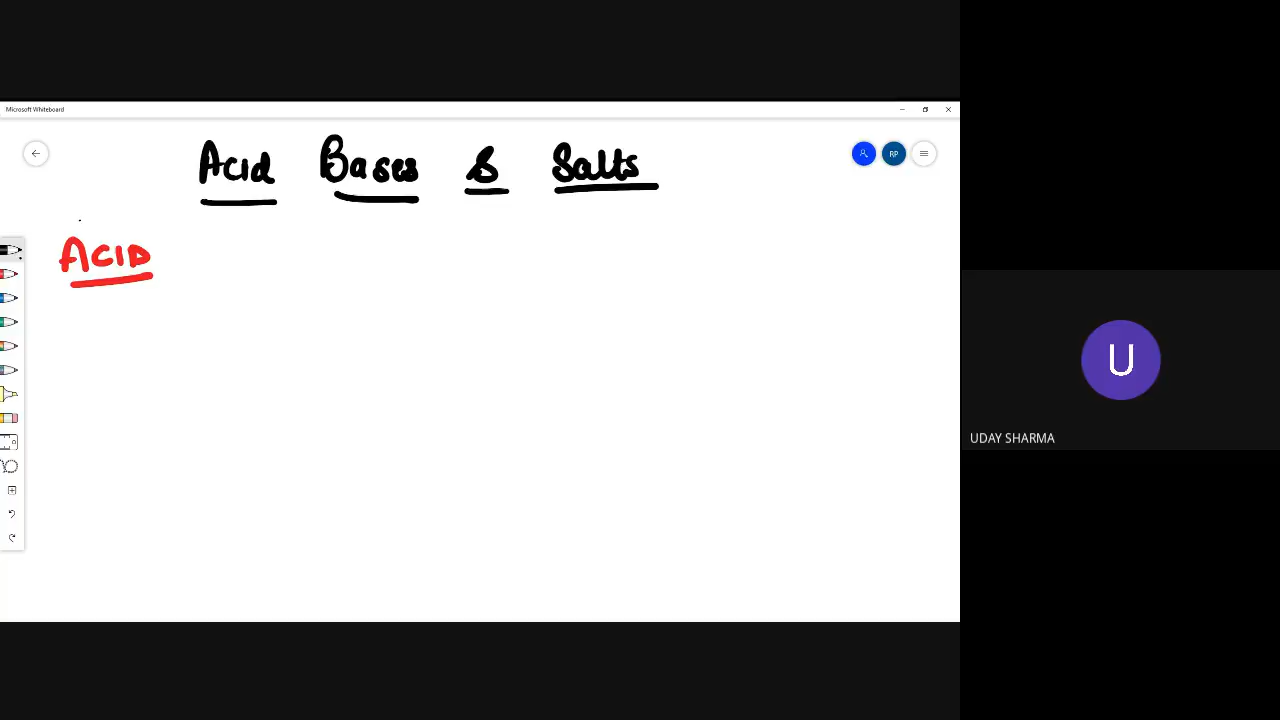 Microsoft Whiteboard
Acid Bases & Salts
RP
ACID
U
UDAY SHARMA